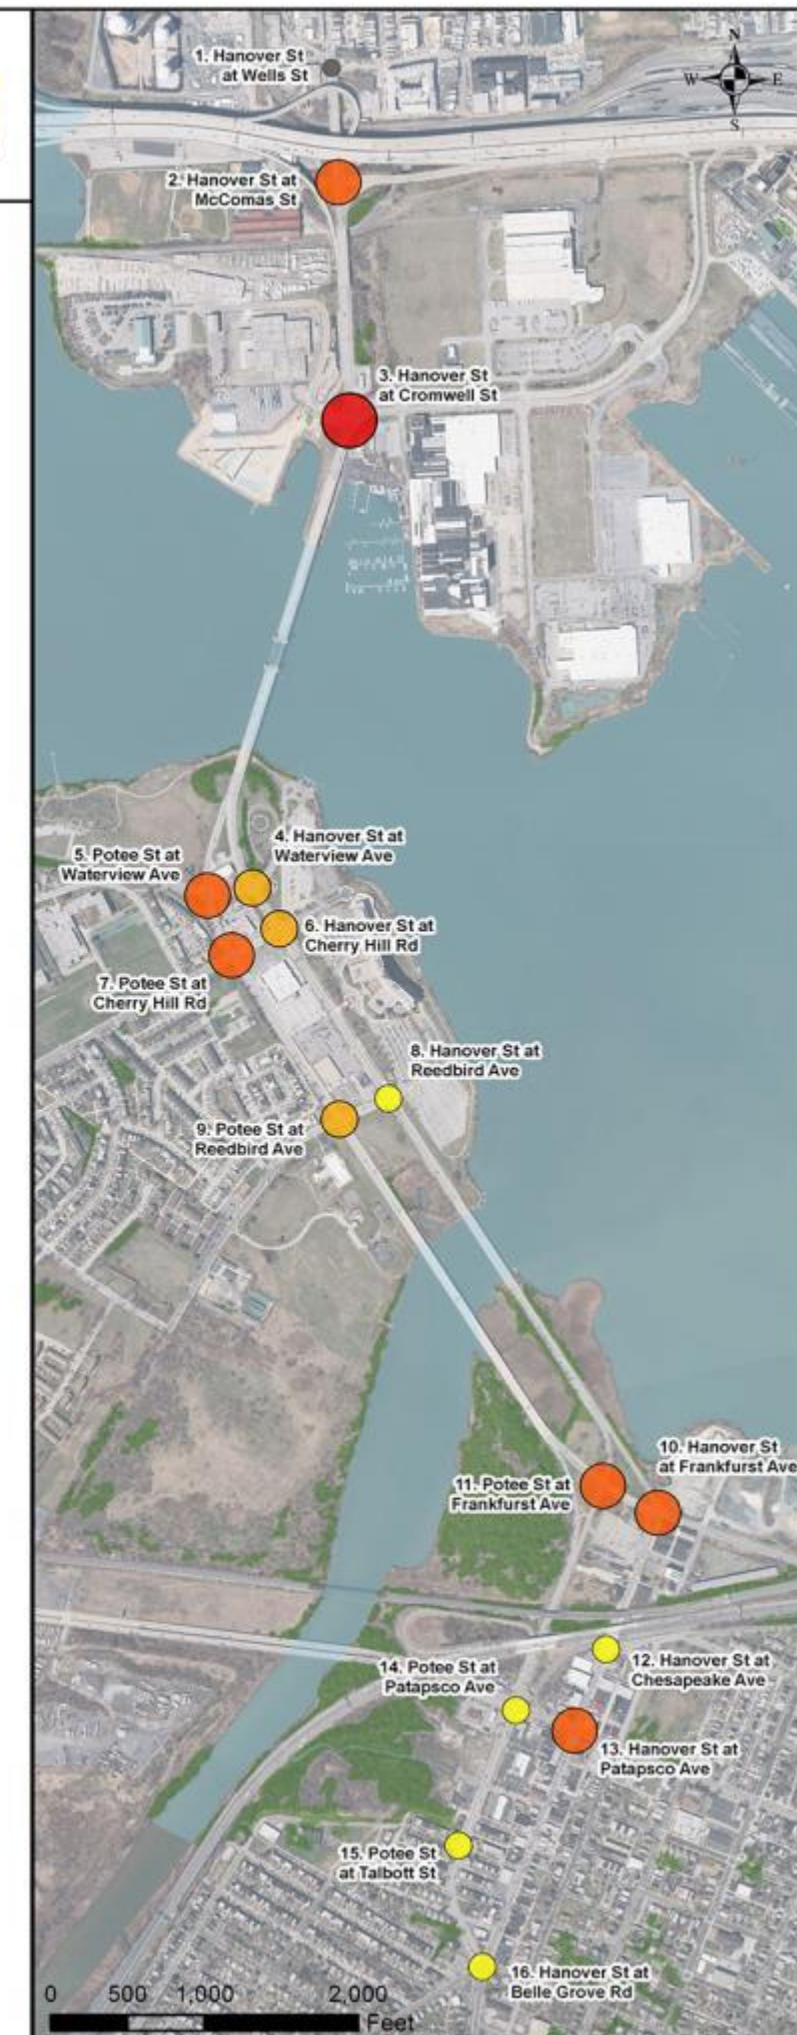 1. Hanover St
at Wells St
N
W
E
S
2. Hanover St at
McComas St
3. Hanover St
at Cromwell St
4. Hanover St at
Waterview Ave
5. Potee St at
Waterview Ave
6. Hanover St at
Cherry Hill Rd
7. Potee St at
Cherry Hill Rd
8. Hanover St at
Reedbird Ave
9. Potee St at
Reedbird Ave
10. Hanover St
at Frankfurst Ave
11. Potee St at
Frankfurst Ave
12. Hanover St at
Chesapeake Ave
14. Potee St at
Patapsco Ave
13. Hanover St at
Patapsco Ave
15. Potee St
at Talbott St
16. Hanover St at
Belle Grove Rd
0 500 1,000 2,000
Feet